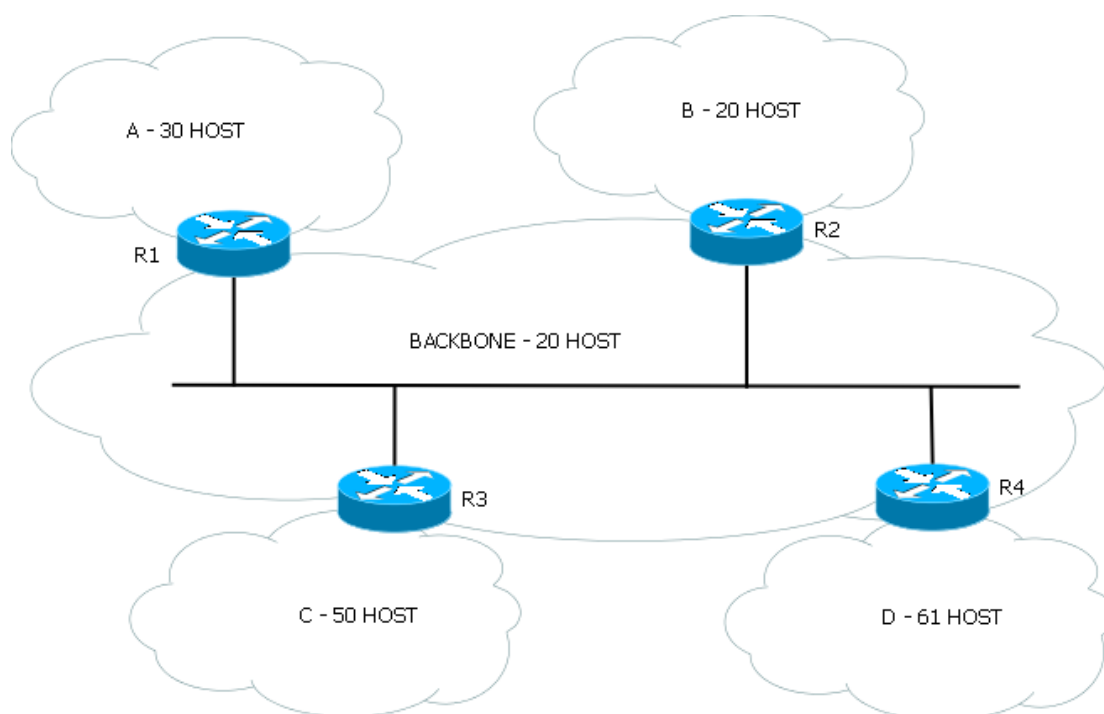 A - 30 HOST
B - 20 HOST
R1
R2
BACKBONE - 20 HOST
R3
R4
C - 50 HOST
D - 61 HOST